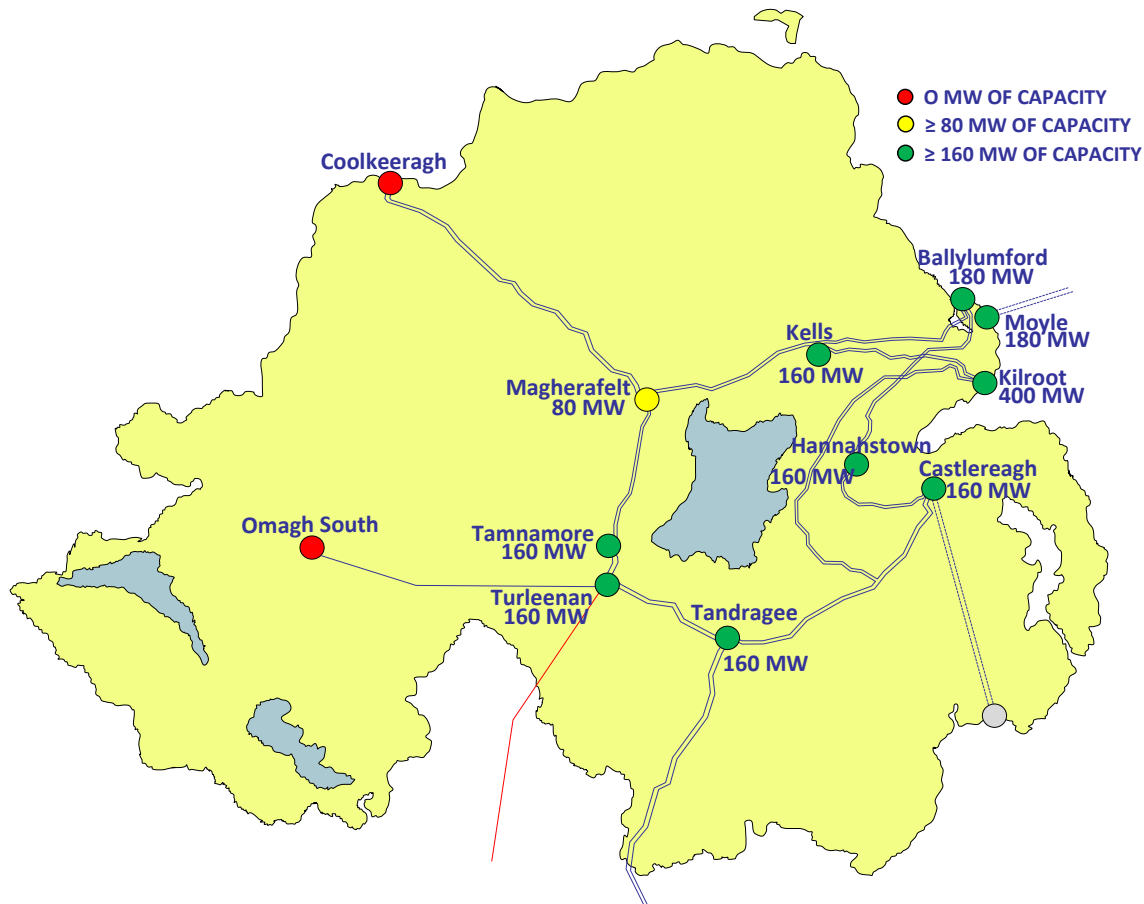 O MW OF CAPACITY
≥ 80 MW OF CAPACITY
≥ 160 MW OF CAPACITY
Coolkeeragh
Ballylumford
180 MW
Moyle
180 MW
Kells
160 MW
Kilroot
400 MW
Magherafelt
80 MW
Hannahstown
160 MW
Castlereagh
160 MW
Omagh South
Tamnamore
160 MW
Turleenan
160 MW
Tandragee
160 MW